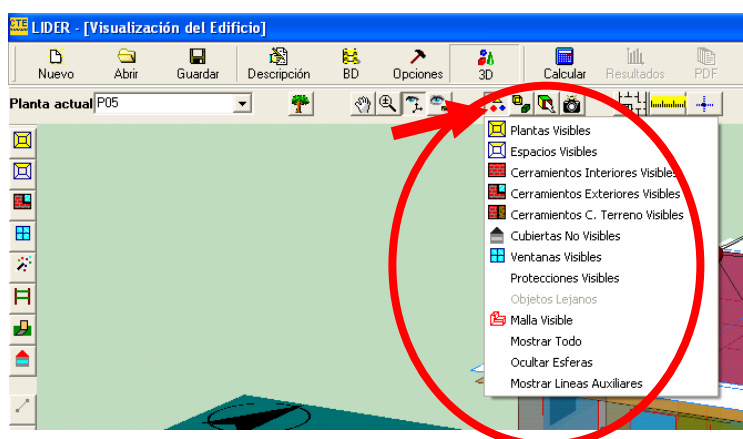 CTE LIDER - [Visualización del Edificio]
Nuevo Abrir Guardar Descripción BD Opciones 3D Calcular Resultados PDF
Planta actual P05
Plantas Visibles
Espacios Visibles
Cerramientos Interiores Visibles
Cerramientos Exteriores Visibles
Cerramientos C. Terreno Visibles
Cubiertas No Visibles
Ventanas Visibles
Protecciones Visibles
Objetos Lejanos
Malla Visible
Mostrar Todo
Ocultar Esferas
Mostrar Lineas Auxiliares